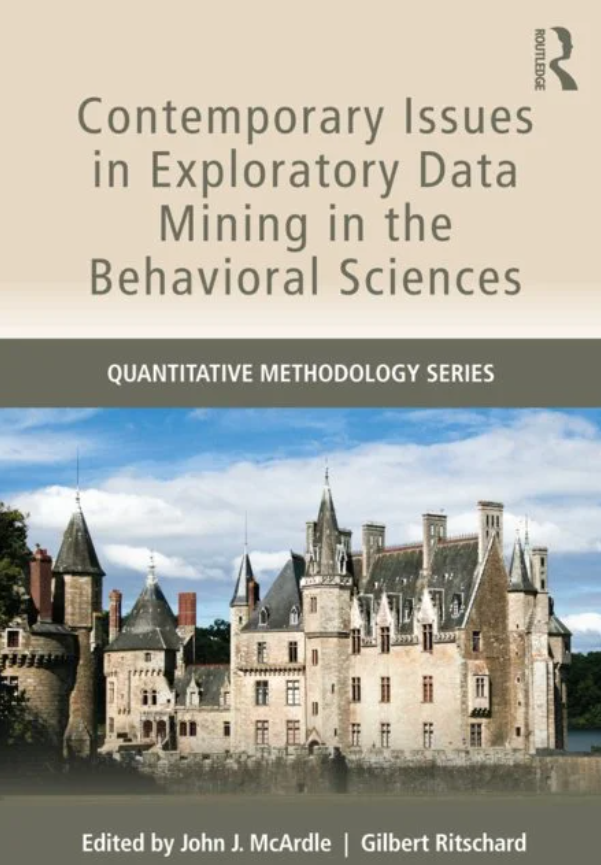 ROUTLEDGE
Contemporary Issues
in Exploratory Data
Mining in the
Behavioral Sciences
QUANTITATIVE METHODOLOGY SERIES
Edited by John J. McArdle | Gilbert Ritschard